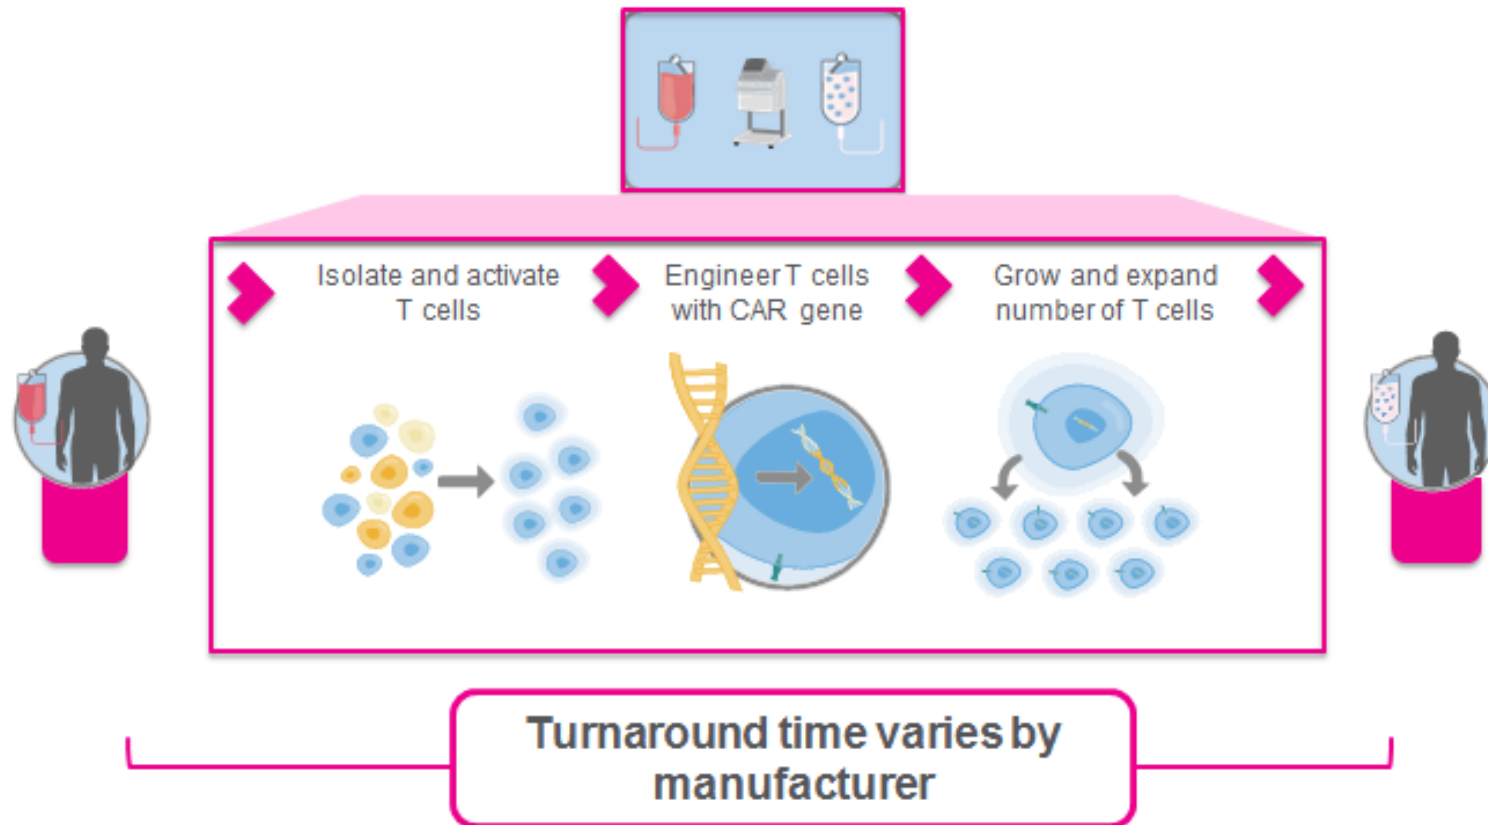 Isolate and activate
T cells
Engineer T cells
with CAR gene
Grow and expand
number of T cells
Turnaround time varies by
manufacturer